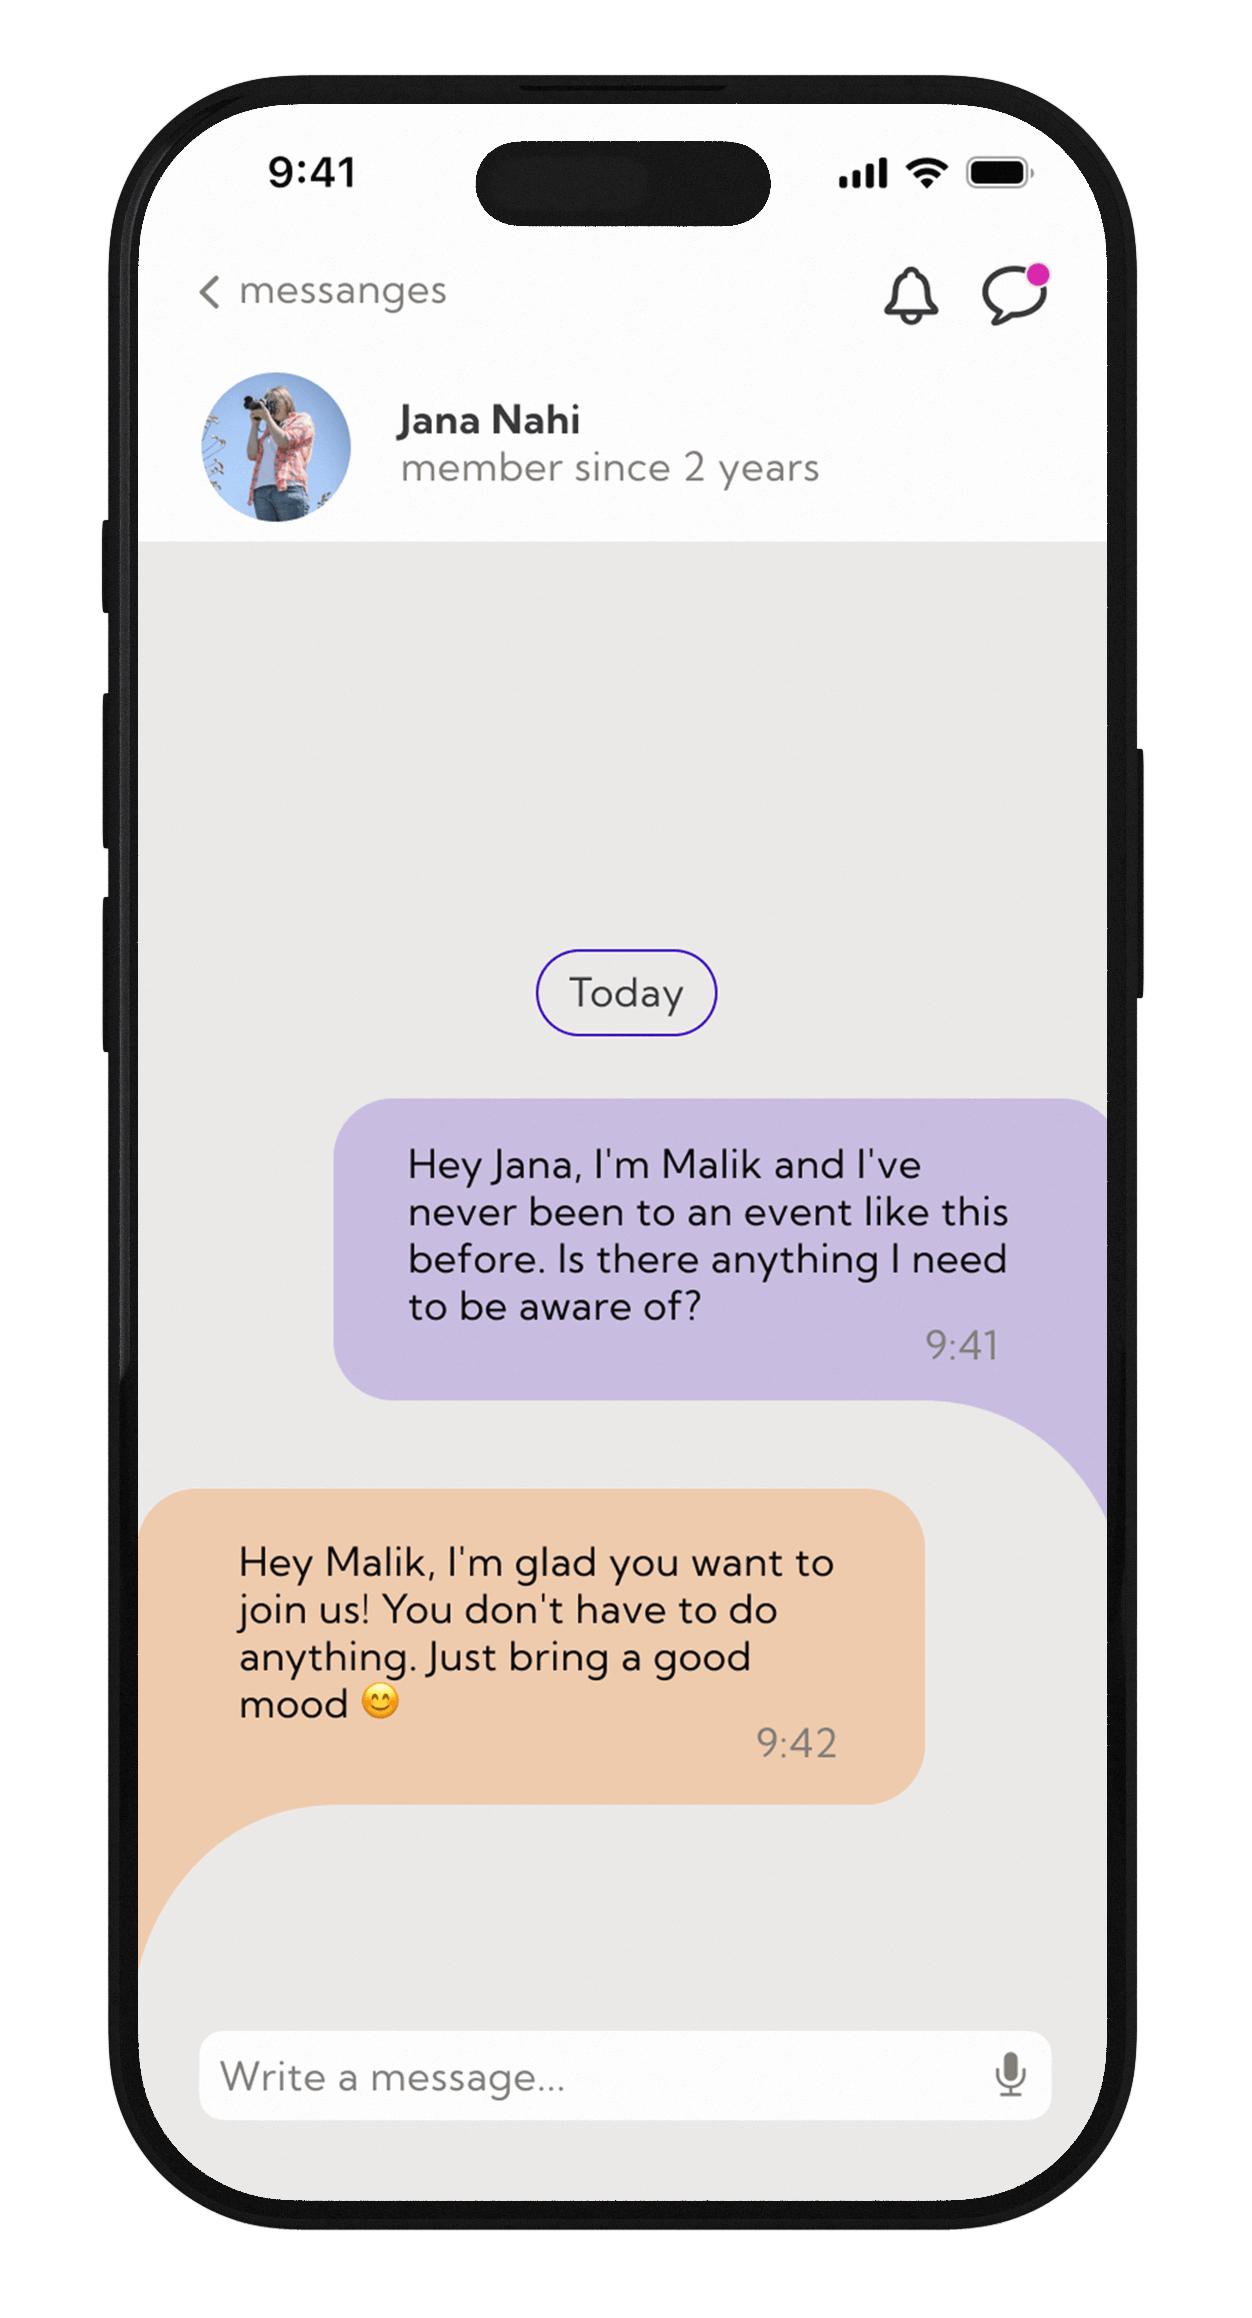 9:41
messanges
Jana Nahi
member since 2 years
Today
Hey Jana, I'm Malik and I've
never been to an event like this
before. Is there anything I need
to be aware of?
9:41
Hey Malik, I'm glad you want to
join us! You don't have to do
anything. Just bring a good
mood 😊
9:42
Write a message...